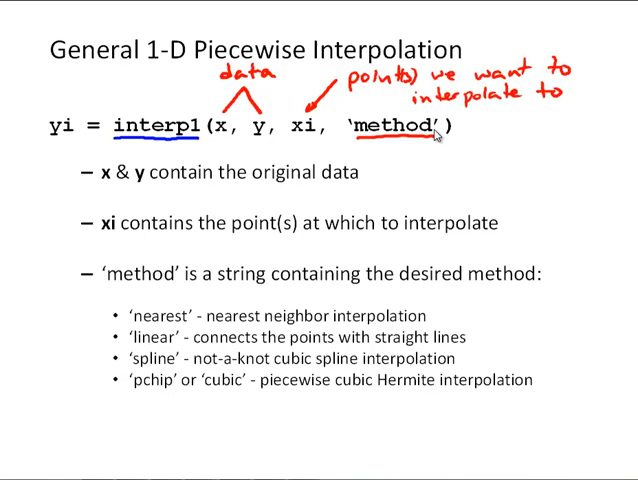 General 1-D Piecewise Interpolation
data
point(s) we want to
interpolate to
yi = interp1(x, y, xi, 'method')
– x & y contain the original data
– xi contains the point(s) at which to interpolate
– 'method' is a string containing the desired method:
• 'nearest' - nearest neighbor interpolation
• 'linear' - connects the points with straight lines
• 'spline' - not-a-knot cubic spline interpolation
• 'pchip' or 'cubic' - piecewise cubic Hermite interpolation